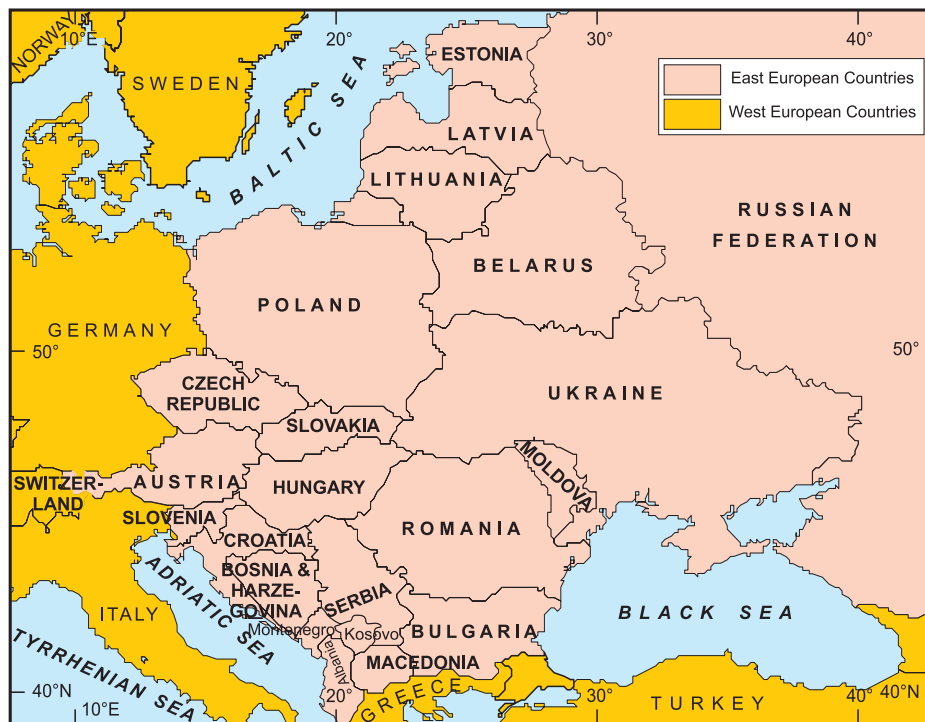 10°E
20°
30°
40°
NORWAY
SWEDEN
ESTONIA
East European Countries
West European Countries
BALTIC SEA
LATVIA
LITHUANIA
RUSSIAN
FEDERATION
BELARUS
POLAND
GERMANY
50°
50°
CZECH
REPUBLIC
UKRAINE
SLOVAKIA
MOLDOVA
SWITZER-
LAND
AUSTRIA
HUNGARY
SLOVENIA
ROMANIA
CROATIA
BOSNIA &
HARZE-
GOVINA
ADRIATIC SEA
SERBIA
ITALY
BLACK SEA
Montenegro
Kosovo
BULGARIA
Albania
MACEDONIA
TYRRHENIAN SEA
GREECE
TURKEY
40°N
10°E
20°
30°
40°
40°N